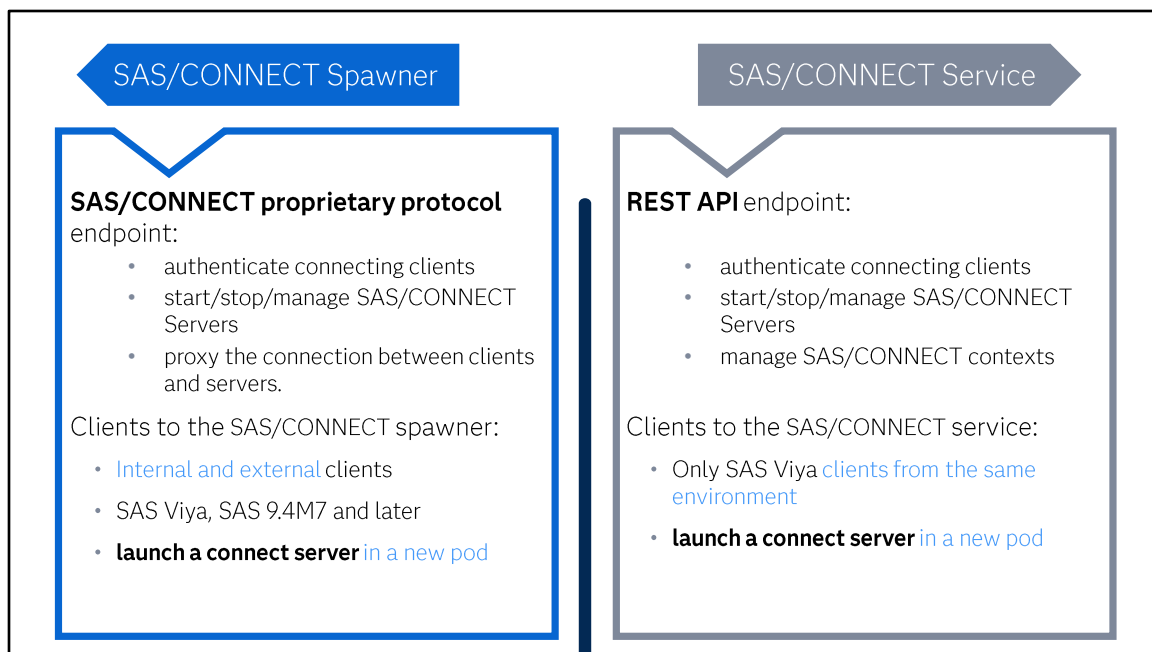 SAS/CONNECT Spawner
SAS/CONNECT proprietary protocol
endpoint:
• authenticate connecting clients
• start/stop/manage SAS/CONNECT
Servers
• proxy the connection between clients
and servers.
Clients to the SAS/CONNECT spawner:
• Internal and external clients
• SAS Viya, SAS 9.4M7 and later
• launch a connect server in a new pod
SAS/CONNECT Service
REST API endpoint:
• authenticate connecting clients
• start/stop/manage SAS/CONNECT
Servers
• manage SAS/CONNECT contexts
Clients to the SAS/CONNECT service:
• Only SAS Viya clients from the same
environment
• launch a connect server in a new pod